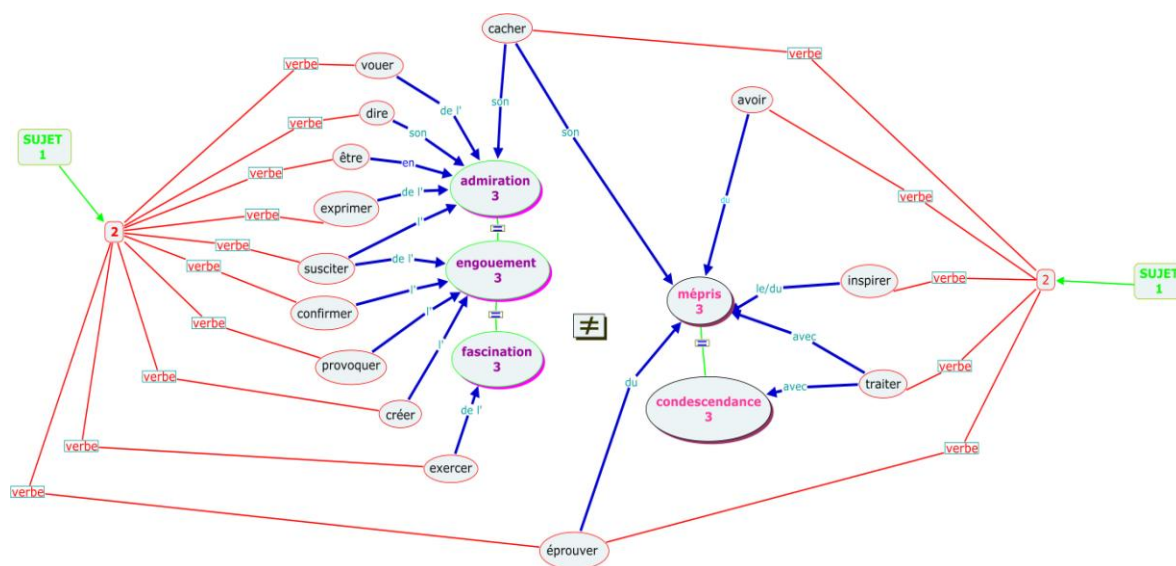 cacher
verbe
verbe
vouer
avoir
de l'
son
son
verbe
dire
SUJET
1
son
verbe
être
en
admiration
3
verbe
de l'
verbe
exprimer
du
2
verbe
l'
=
SUJET
1
susciter
de l'
engouement
3
verbe
inspirer
verbe
2
le/du
mépris
3
verbe
confirmer
l'
=
≠
verbe
l'
avec
=
fascination
3
provoquer
l'
verbe
verbe
du
traiter
avec
condescendance
3
créer
de l'
verbe
verbe
exercer
verbe
éprouver